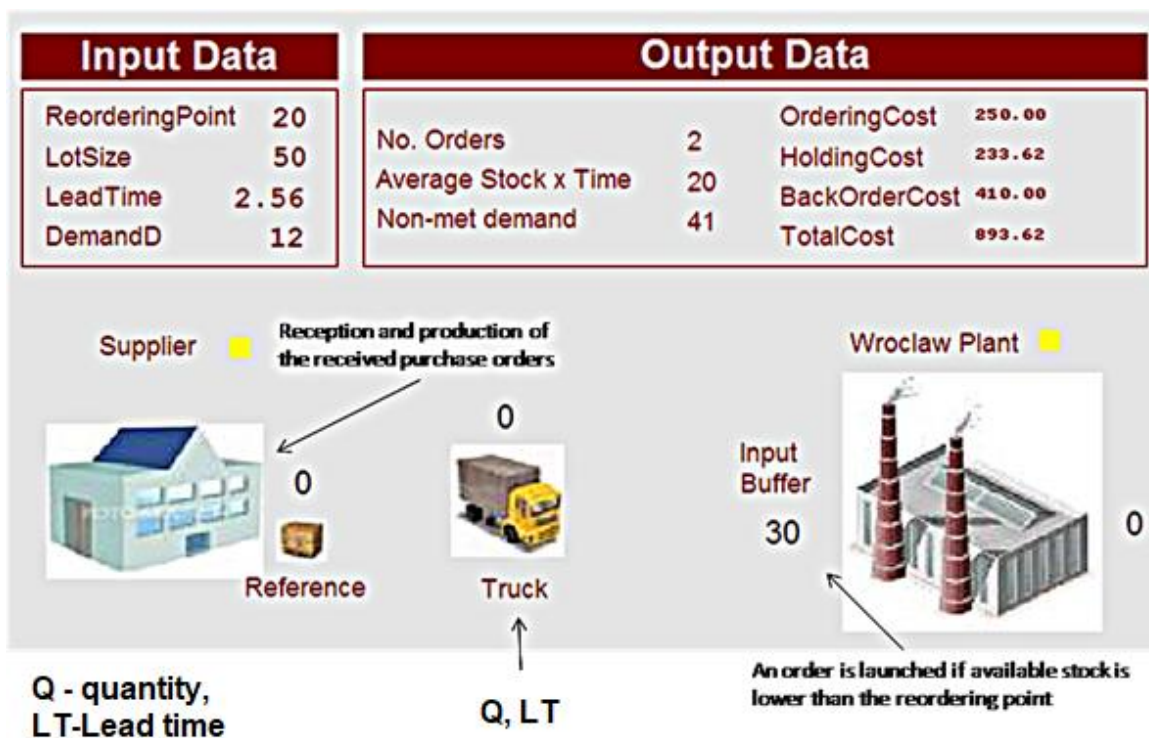 Input Data
ReorderingPoint 20
LotSize 50
LeadTime 2.56
DemandD 12
Output Data
No. Orders 2
Average Stock x Time 20
Non-met demand 41
OrderingCost 250.00
HoldingCost 233.62
BackOrderCost 410.00
TotalCost 893.62
Supplier
Reception and production of
the received purchase orders
0
Reference
0
Truck
Wroclaw Plant
Input
Buffer
30
0
An order is launched if available stock is
lower than the reordering point
Q - quantity,
LT-Lead time
Q, LT